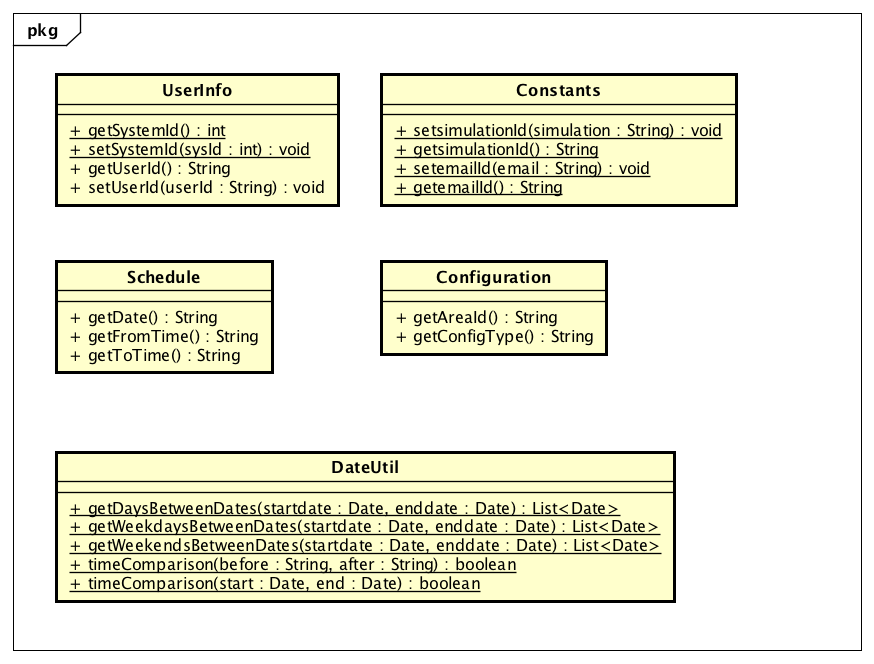 pkg
UserInfo
+ getSystemId() : int
+ setSystemId(sysId : int) : void
+ getUserId() : String
+ setUserId(userId : String) : void
Constants
+ setsimulationId(simulation : String) : void
+ getsimulationId() : String
+ setemailId(email : String) : void
+ getemailId() : String
Schedule
+ getDate() : String
+ getFromTime() : String
+ getToTime() : String
Configuration
+ getAreaId() : String
+ getConfigType() : String
DateUtil
+ getDaysBetweenDates(startdate : Date, enddate : Date) : List<Date>
+ getWeekdaysBetweenDates(startdate : Date, enddate : Date) : List<Date>
+ getWeekendsBetweenDates(startdate : Date, enddate : Date) : List<Date>
+ timeComparison(before : String, after : String) : boolean
+ timeComparison(start : Date, end : Date) : boolean